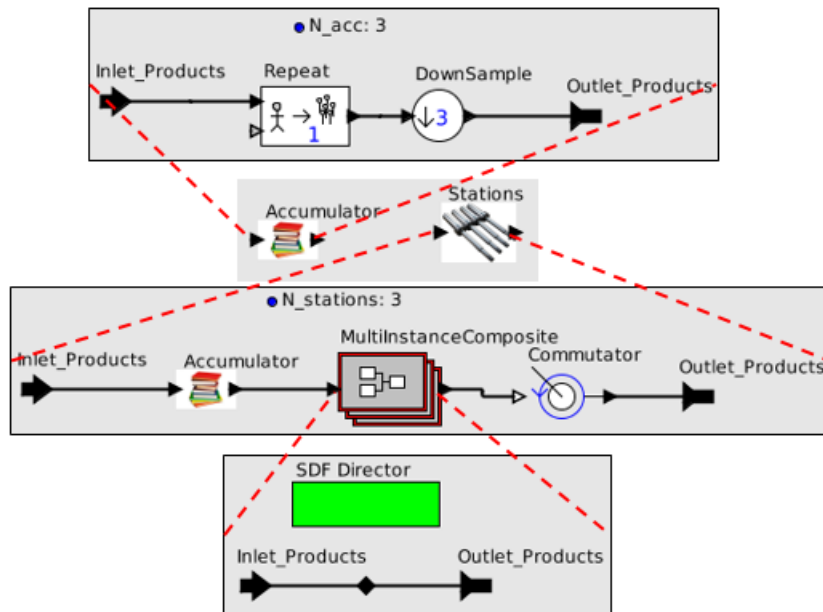 N_acc: 3
Inlet_Products
Repeat
DownSample
Outlet_Products
1
3
Accumulator
Stations
N_stations: 3
Inlet_Products
Accumulator
MultiInstanceComposite
Commutator
Outlet_Products
SDF Director
Inlet_Products
Outlet_Products